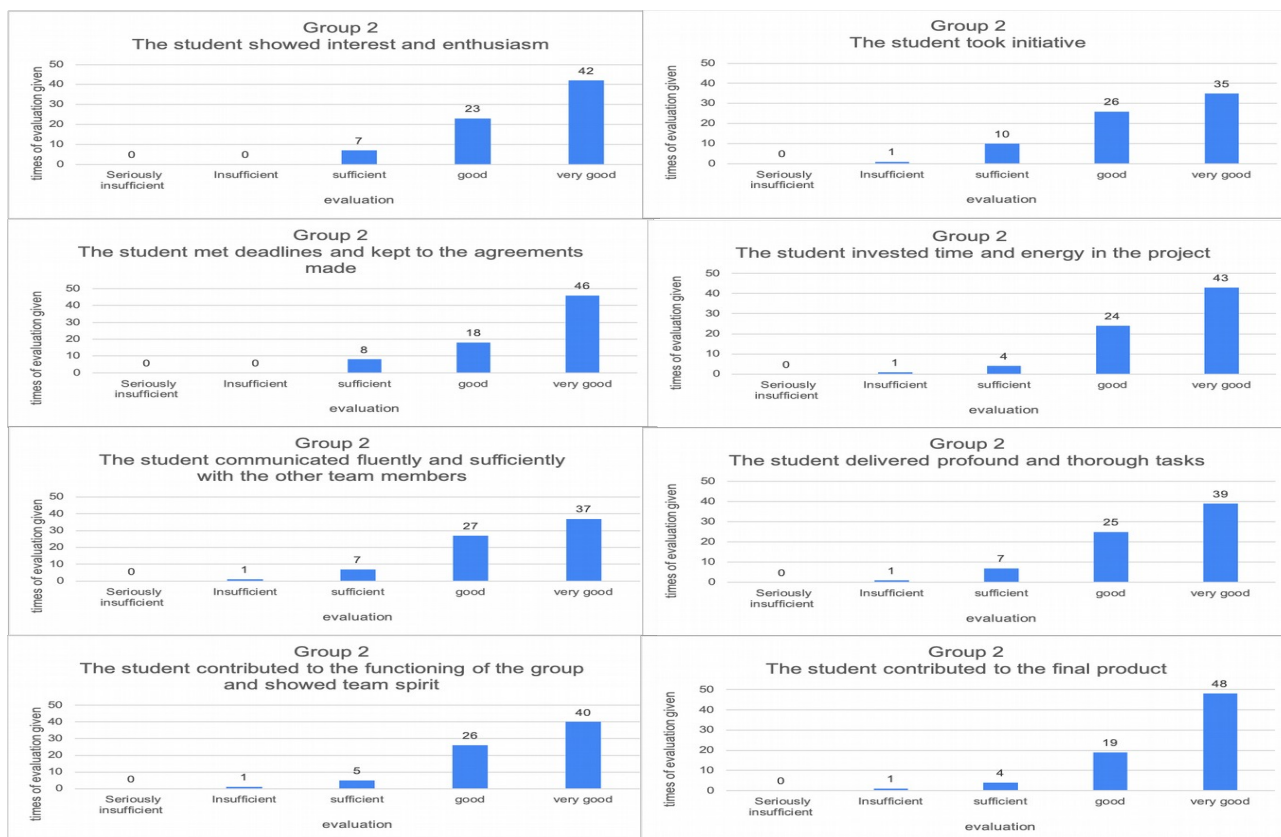 Group 2
The student showed interest and enthusiasm
times of evaluation given
50
40
30
20
10
0
0
0
7
23
42
Seriously
insufficient
Insufficient
sufficient
good
very good
evaluation
Group 2
The student took initiative
times of evaluation given
50
40
30
20
10
0
0
1
10
26
35
Seriously
insufficient
Insufficient
sufficient
good
very good
evaluation
Group 2
The student met deadlines and kept to the agreements
made
times of evaluation given
50
40
30
20
10
0
0
0
8
18
46
Seriously
insufficient
Insufficient
sufficient
good
very good
evaluation
Group 2
The student invested time and energy in the project
times of evaluation given
50
40
30
20
10
0
0
1
4
24
43
Seriously
insufficient
Insufficient
sufficient
good
very good
evaluation
Group 2
The student communicated fluently and sufficiently
with the other team members
times of evaluation given
50
40
30
20
10
0
0
1
7
27
37
Seriously
insufficient
Insufficient
sufficient
good
very good
evaluation
Group 2
The student delivered profound and thorough tasks
times of evaluation given
50
40
30
20
10
0
0
1
7
25
39
Seriously
insufficient
Insufficient
sufficient
good
very good
evaluation
Group 2
The student contributed to the functioning of the group
and showed team spirit
times of evaluation given
50
40
30
20
10
0
0
1
5
26
40
Seriously
insufficient
Insufficient
sufficient
good
very good
evaluation
Group 2
The student contributed to the final product
times of evaluation given
50
40
30
20
10
0
0
1
4
19
48
Seriously
insufficient
Insufficient
sufficient
good
very good
evaluation